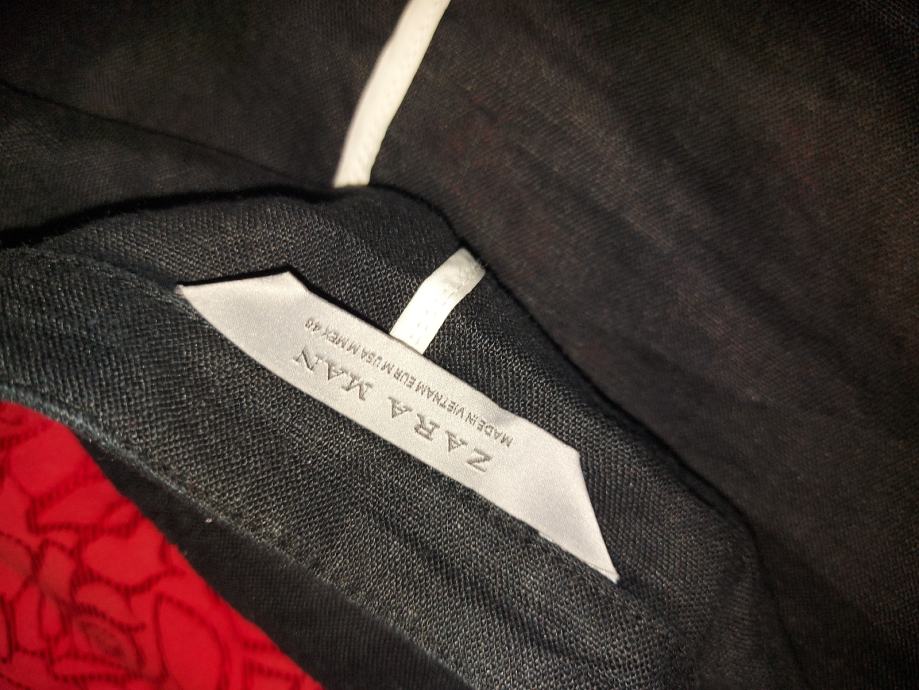 ZARA MAN
MADE IN VIETNAM EUR M USA M MEX 40